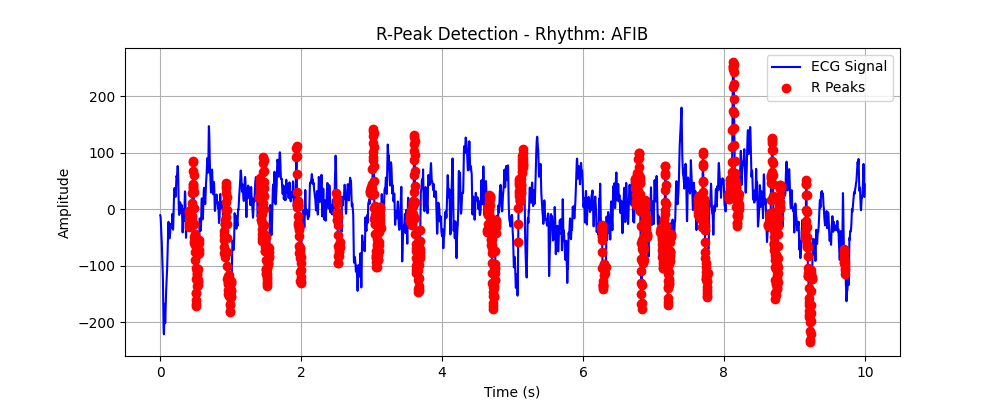 R-Peak Detection - Rhythm: AFIB
ECG Signal
R Peaks
Amplitude
200
100
0
−100
−200
0 2 4 6 8 10
Time (s)